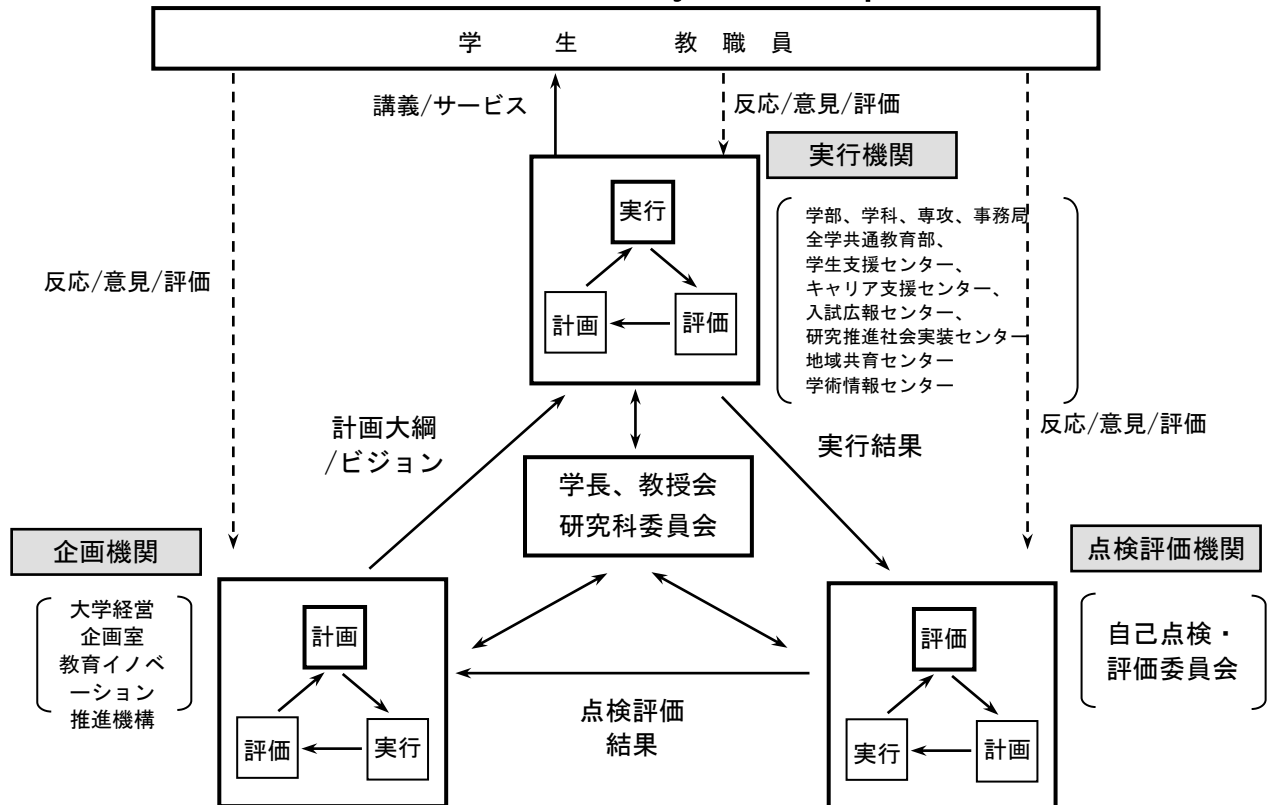 学生教職員
講義/サービス
反応/意見/評価
実行機関
実行
計画
評価
学部、学科、専攻、事務局
全学共通教育部、
学生支援センター、
キャリア支援センター、
入試広報センター、
研究推進社会実装センター
地域共育センター
学術情報センター
反応/意見/評価
反応/意見/評価
計画大綱
/ビジョン
実行結果
学長、教授会
研究科委員会
企画機関
大学経営
企画室
教育イノベ
ーション
推進機構
計画
評価
実行
点検評価
結果
点検評価機関
自己点検・
評価委員会
評価
実行
計画